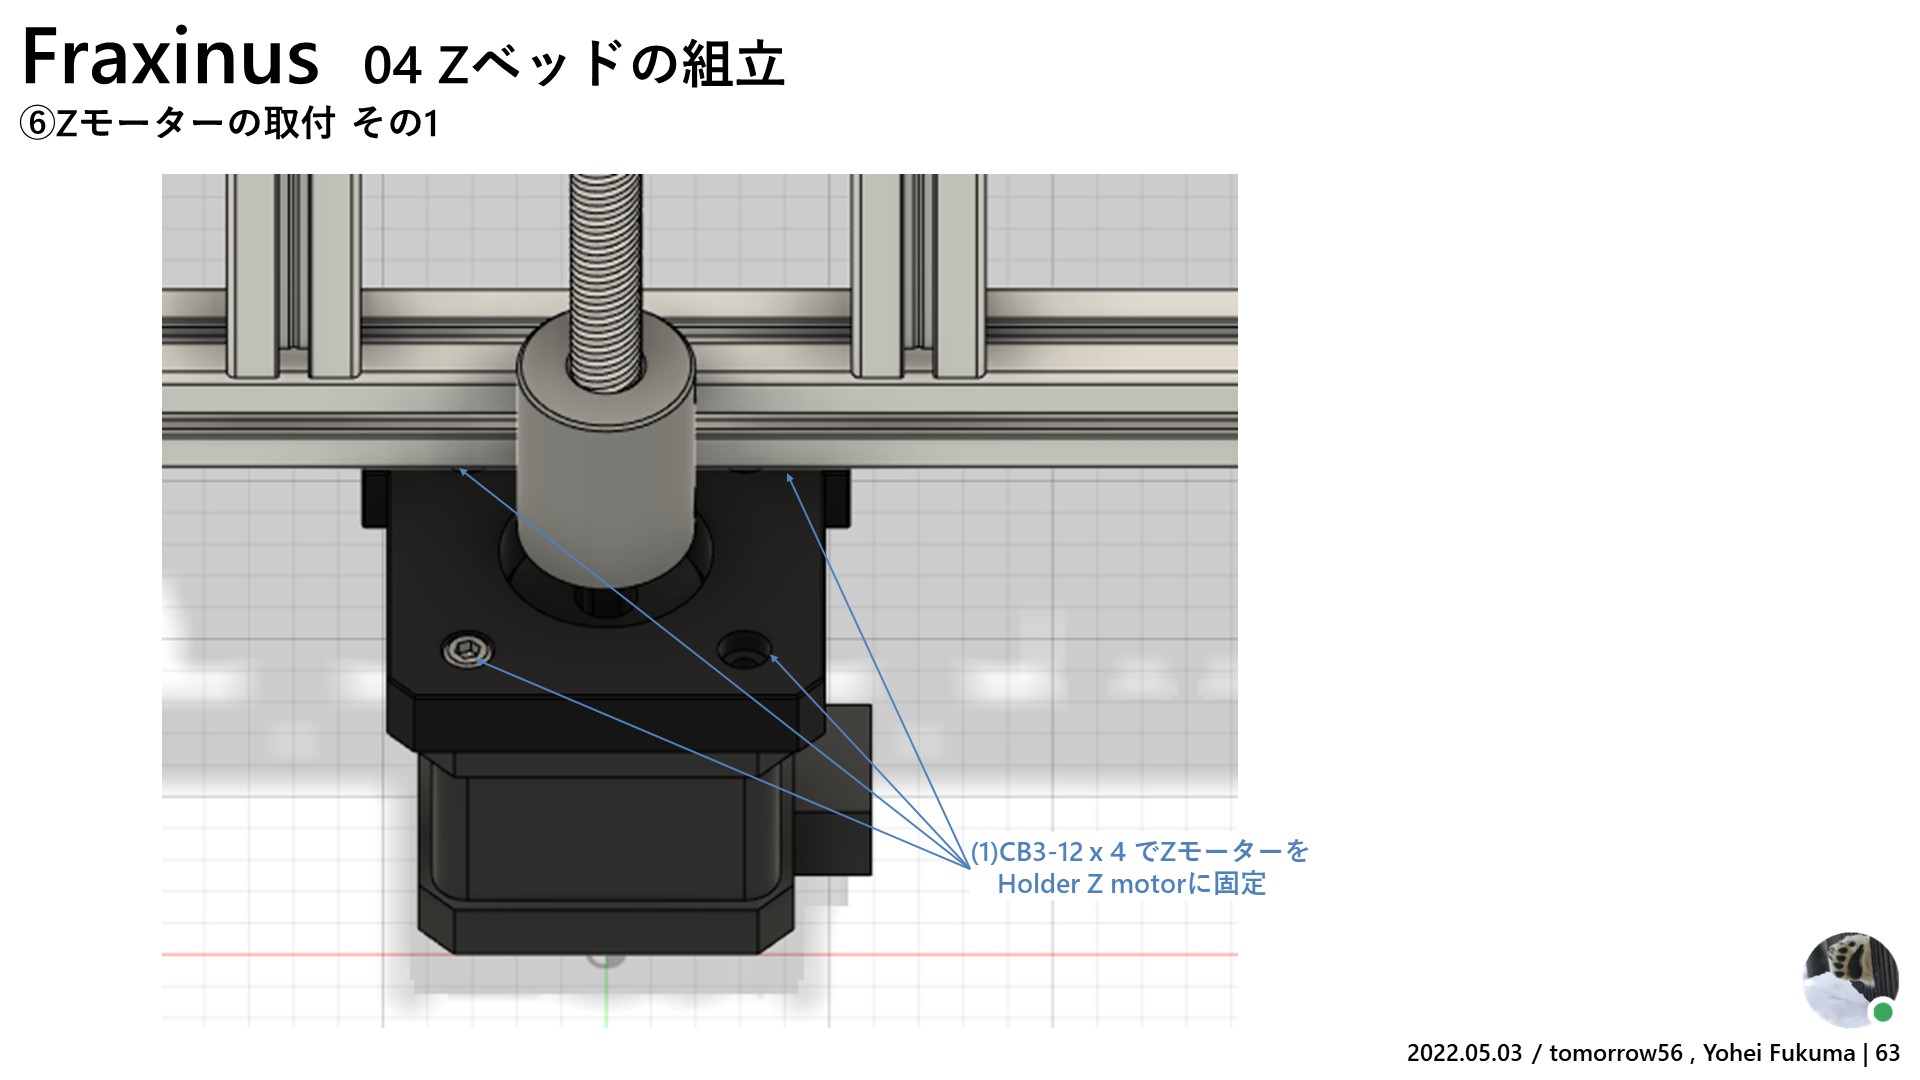 Fraxinus 04 Zベッドの組立
⑥Zモーターの取付 その1
(1)CB3-12 x 4 でZモーターを
Holder Z motorに固定
2022.05.03 / tomorrow56 , Yohei Fukuma | 63